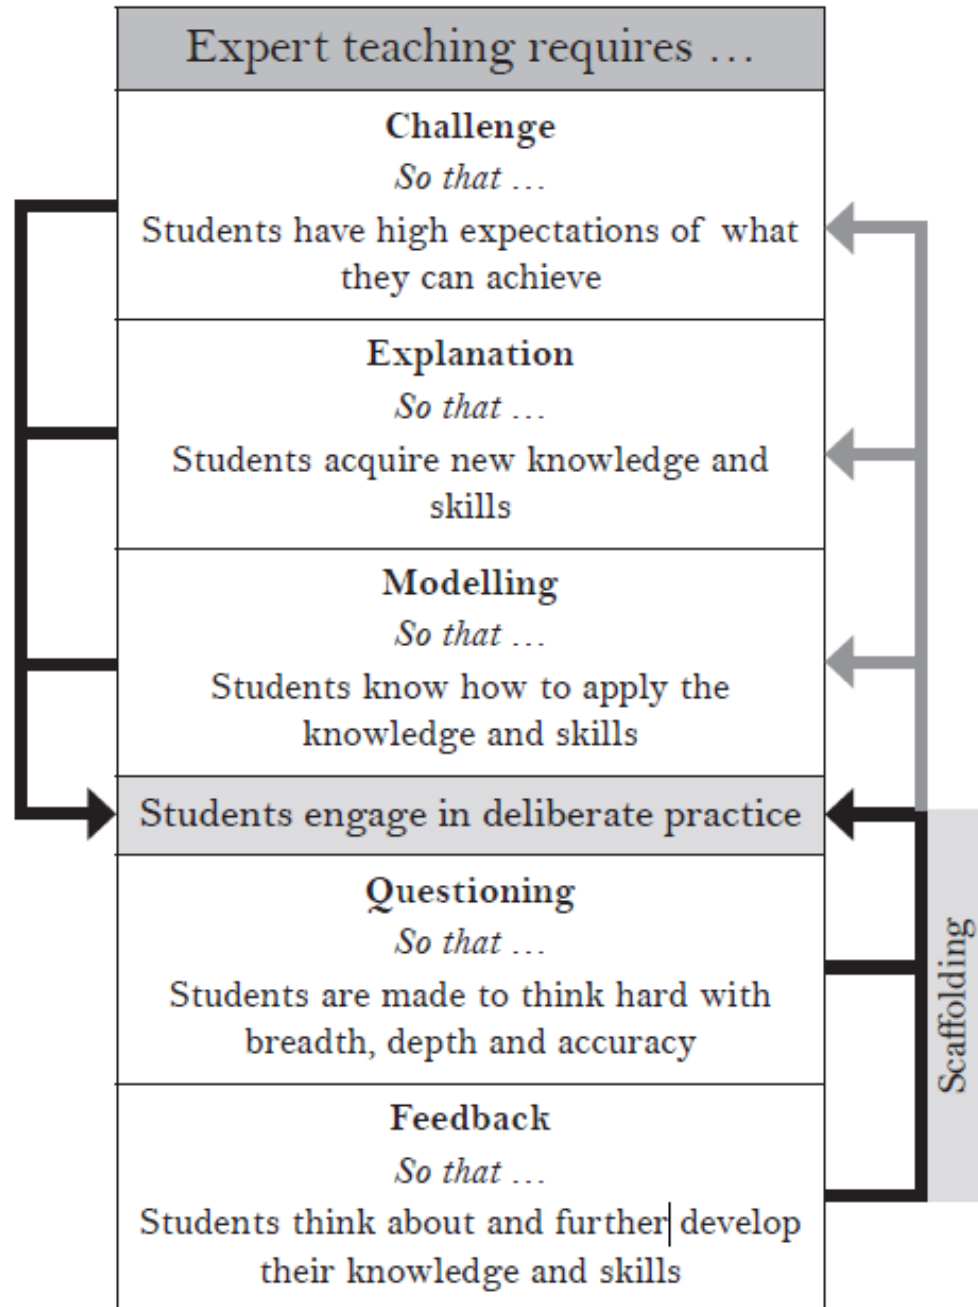 Expert teaching requires …
Challenge
So that …
Students have high expectations of what
they can achieve
Explanation
So that …
Students acquire new knowledge and
skills
Modelling
So that …
Students know how to apply the
knowledge and skills
Students engage in deliberate practice
Questioning
So that …
Students are made to think hard with
breadth, depth and accuracy
Feedback
So that …
Students think about and further develop
their knowledge and skills
Scaffolding